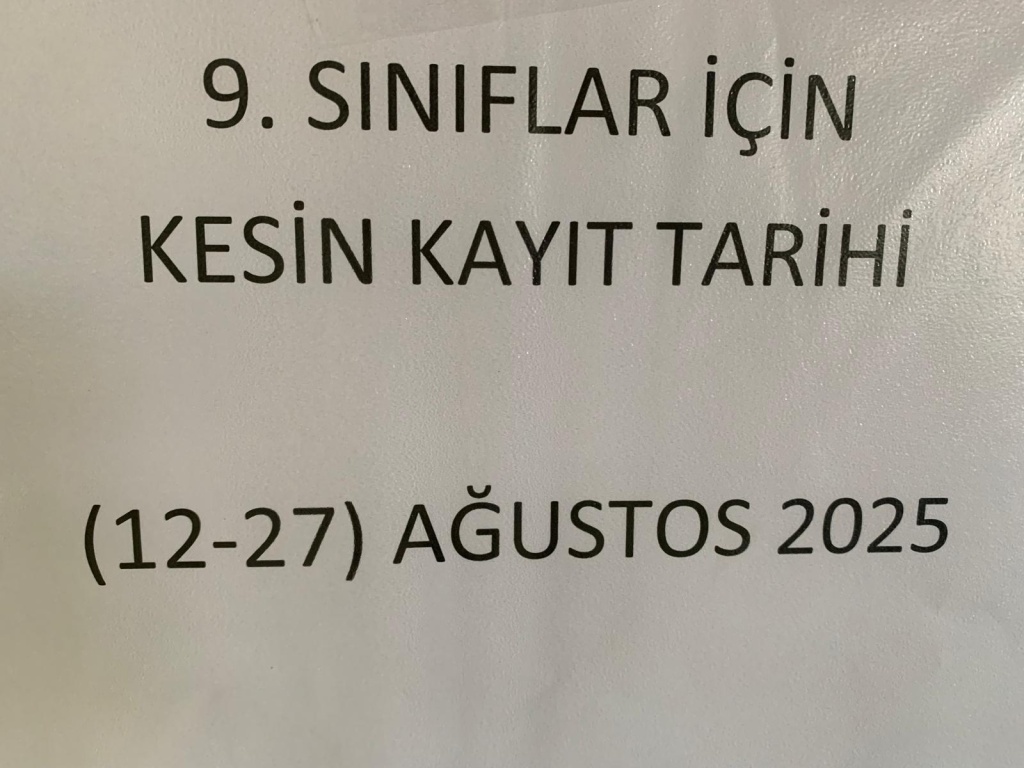 9. SINIFLAR İÇİN
KESİN KAYIT TARİHİ
(12-27) AĞUSTOS 2025